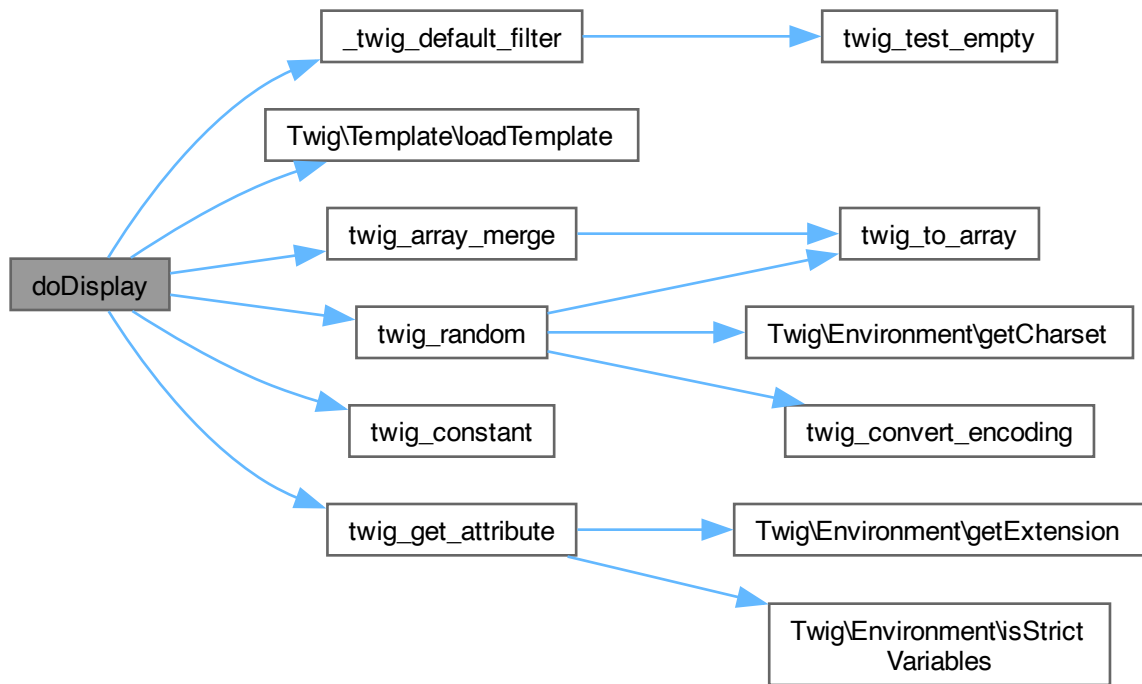 _twig_default_filter
twig_test_empty
Twig\Template\loadTemplate
twig_array_merge
twig_to_array
doDisplay
twig_random
Twig\Environment\getCharset
twig_constant
twig_convert_encoding
twig_get_attribute
Twig\Environment\getExtension
Twig\Environment\isStrict
Variables